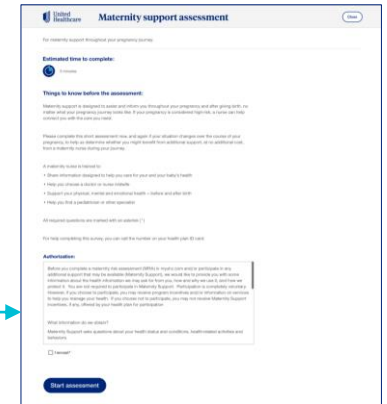 United Healthcare
Maternity support assessment
Close
For maternity support throughout your pregnancy journey.
Estimated time to complete:
5 minutes
Things to know before the assessment:
Maternity support is designed to assist and inform you throughout your pregnancy and after giving birth, no
matter what your pregnancy journey looks like. If your pregnancy is considered high-risk, a nurse can help
connect you with the care you need.
Please complete this short assessment now, and again if your situation changes over the course of your
pregnancy, to help us determine whether you might benefit from additional support, at no additional cost,
from a maternity nurse during your journey.
A maternity nurse is trained to:
• Share information designed to help you care for your and your baby's health
• Help you choose a doctor or nurse midwife
• Support your physical, mental and emotional health – before and after birth
• Help you find a pediatrician or other specialist
All required questions are marked with an asterisk (*)
For help completing this survey, you can call the number on your health plan ID card.
Authorization
Before you complete a maternity risk assessment (MRA) in myuhc.com and/or participate in any
additional support that may be available (Maternity Support), we would like to provide you with some
information about the health information we may ask for from you, how and why we use it, and how we
protect it. You are not required to participate in Maternity Support. Participation is completely voluntary.
However, if you choose to participate, you may receive program incentives and/or information on services
to help you manage your health. If you choose not to participate, you may not receive Maternity Support
incentives, if any, offered by your health plan for participation.
What information do we obtain?
Maternity Support asks questions about your health status and conditions, health-related activities and
behaviors
I accept*
Start assessment